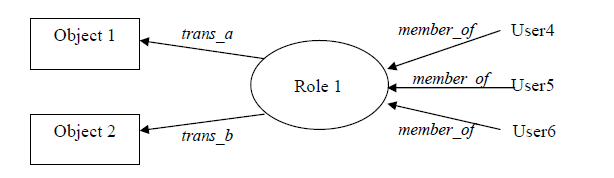 Object 1
trans_a
member_of
User4
Role 1
member_of
User5
Object 2
trans_b
member_of
User6